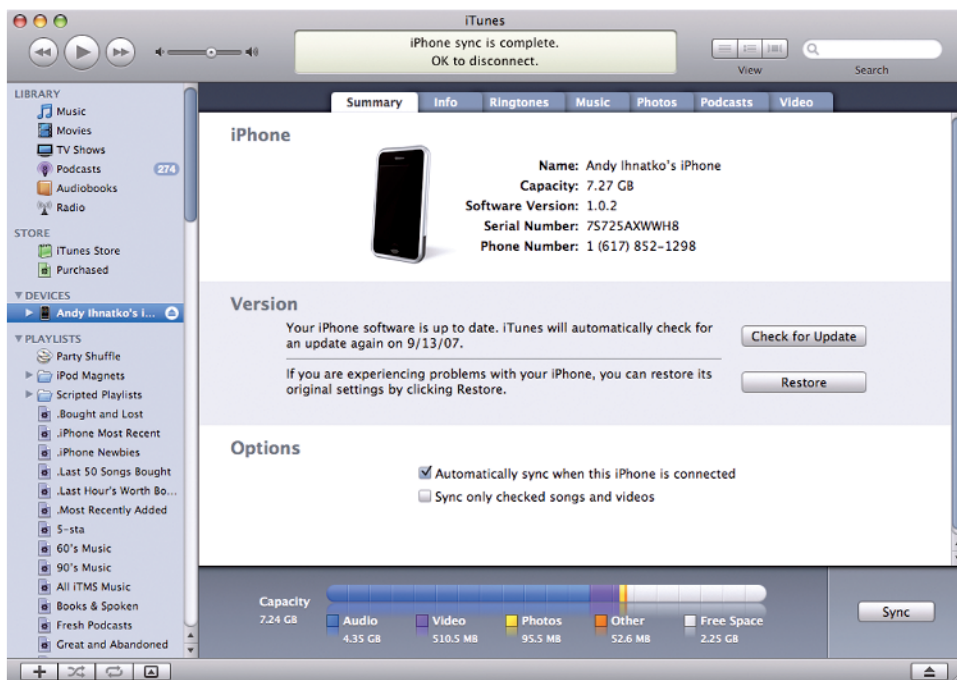 iTunes
iPhone sync is complete.
OK to disconnect.
View
Search
LIBRARY
Music
Movies
TV Shows
Podcasts 274
Audiobooks
Radio
STORE
iTunes Store
Purchased
DEVICES
Andy Ihnatko's i...
PLAYLISTS
Party Shuffle
iPod Magnets
Scripted Playlists
.Bought and Lost
.iPhone Most Recent
.iPhone Newbies
.Last 50 Songs Bought
.Last Hour's Worth Bo...
.Most Recently Added
5-sta
60's Music
90's Music
All iTMS Music
Books & Spoken
Fresh Podcasts
Great and Abandoned
Summary Info Ringtones Music Photos Podcasts Video
iPhone
Name: Andy Ihnatko's iPhone
Capacity: 7.27 GB
Software Version: 1.0.2
Serial Number: 7S725AXWWH8
Phone Number: 1 (617) 852-1298
Version
Your iPhone software is up to date. iTunes will automatically check for
an update again on 9/13/07.
Check for Update
If you are experiencing problems with your iPhone, you can restore its
original settings by clicking Restore.
Restore
Options
Automatically sync when this iPhone is connected
Sync only checked songs and videos
Capacity
7.24 GB
Audio
4.35 GB
Video
510.5 MB
Photos
95.5 MB
Other
52.6 MB
Free Space
2.25 GB
Sync